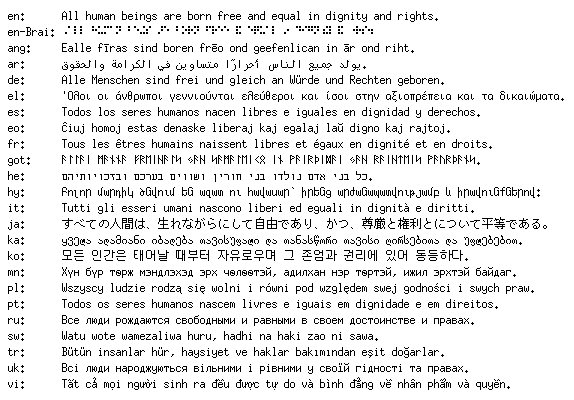 en: All human beings are born free and equal in dignity and rights.
en-Brai:
ang: Ealle fīras sind boren frēo ond geefenlican in ār ond riht.
ar: يولد جميع الناس أحرارًا متساوين في الكرامة والحقوق.
de: Alle Menschen sind frei und gleich an Würde und Rechten geboren.
el: 'Ολοι οι άνθρωποι γεννιούνται ελεύθεροι και ίσοι στην αξιοπρέπεια και τα δικαιώματα.
es: Todos los seres humanos nacen libres e iguales en dignidad y derechos.
eo: Ĉiuj homoj estas denaske liberaj kaj egalaj laŭ digno kaj rajtoj.
fr: Tous les êtres humains naissent libres et égaux en dignité et en droits.
got:
he: כל בני אדם נולדו בני חורין ושווים בערכם ובזכויותיהם.
hy: Բոլոր մարդիկ ծնվում են ազատ ու հավասար՝ իրենց արժանապատվությամբ և իրավունքներով:
it: Tutti gli esseri umani nascono liberi ed eguali in dignità e diritti.
ja: すべての人間は、生れながらにして自由であり、かつ、尊厳と権利とについて平等である。
ka: ყველა ადამიანი იბადება თავისუფალი და თანასწორი თავისი ღირსებითა და უფლებებით.
ko: 모든 인간은 태어날 때부터 자유로우며 그 존엄과 권리에 있어 동등하다.
mn: Хүн бүр төрж мэндлэхэд эрх чөлөөтэй, адилхан нэр төртэй, ижил эрхтэй байдаг.
pl: Wszyscy ludzie rodzą się wolni i równi pod względem swej godności i swych praw.
pt: Todos os seres humanos nascem livres e iguais em dignidade e em direitos.
ru: Все люди рождаются свободными и равными в своем достоинстве и правах.
sw: Watu wote wamezaliwa huru, hadhi na haki zao ni sawa.
tr: Bütün insanlar hür, haysiyet ve haklar bakımından eşit doğarlar.
uk: Всі люди народжуються вільними і рівними у своїй гідності та правах.
vi: Tất cả mọi người sinh ra đều được tự do và bình đẳng về nhân phẩm và quyền.